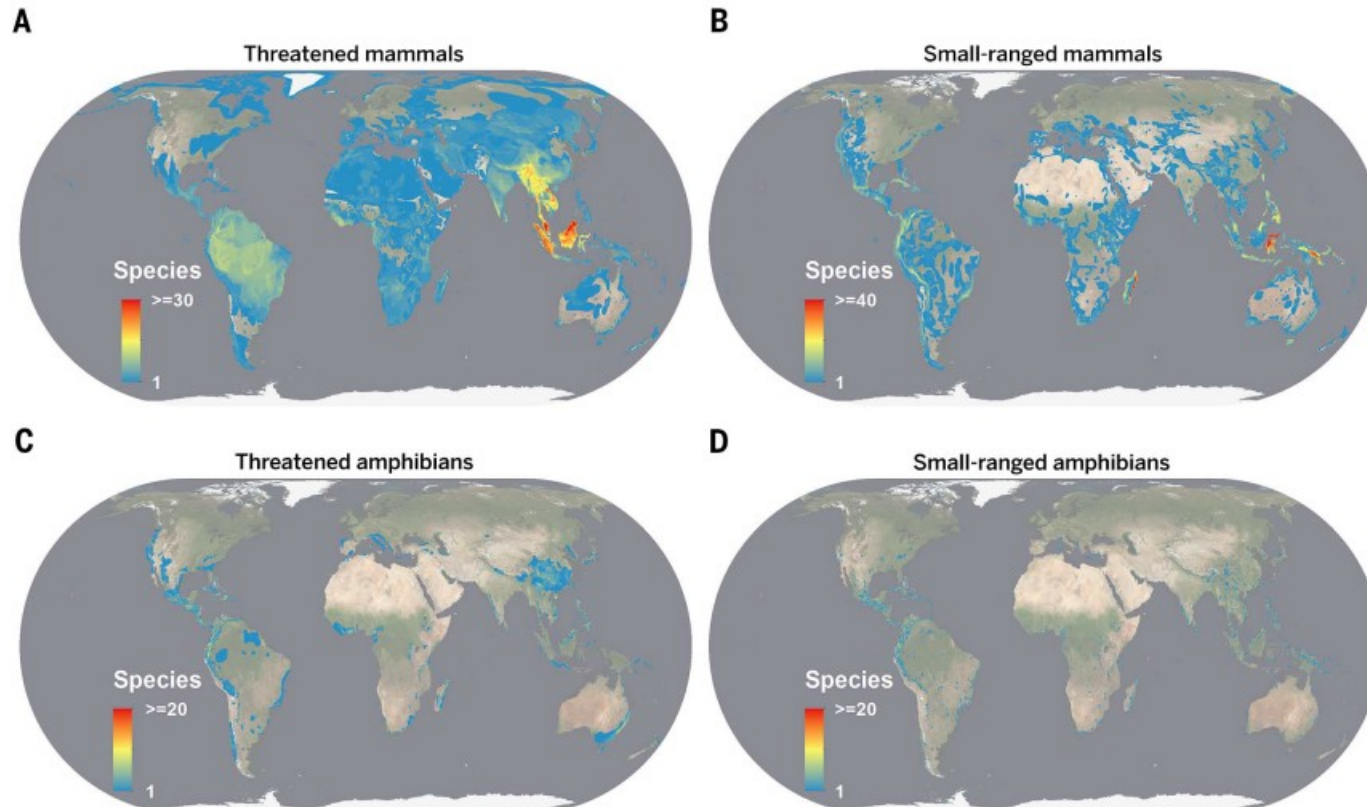 A
Threatened mammals
Species
>=30
1
B
Small-ranged mammals
Species
>=40
1
C
Threatened amphibians
Species
>=20
1
D
Small-ranged amphibians
Species
>=20
1